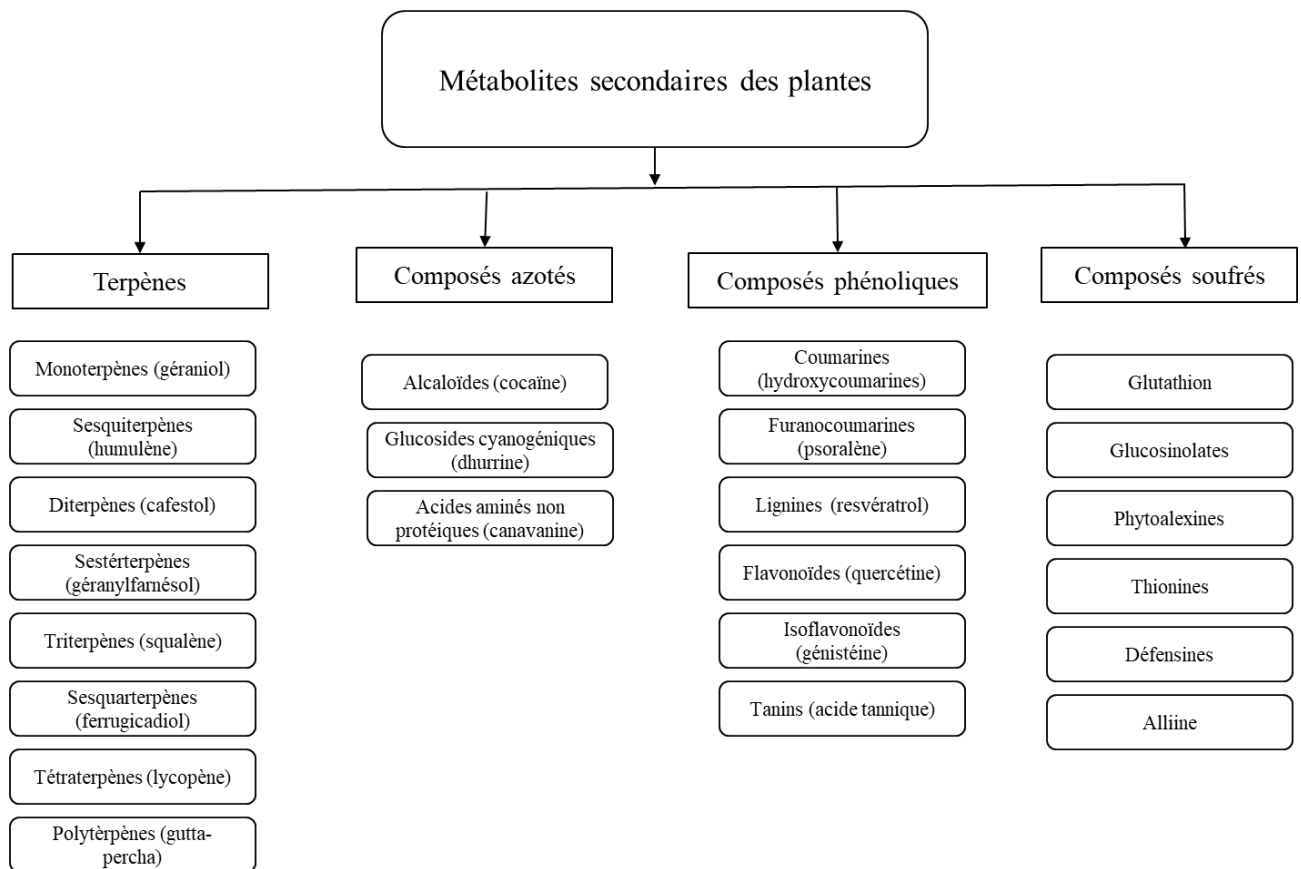 Métabolites secondaires des plantes
Terpènes
Monoterpènes (géraniol)
Sesquiterpènes
(humulène)
Diterpènes (cafestol)
Sestérterpènes
(géranylfarnésol)
Triterpènes (squalène)
Sesquarterpènes
(ferrugicadiol)
Tétraterpènes (lycopène)
Polytèrpènes (gutta-
percha)
Composés azotés
Alcaloïdes (cocaïne)
Glucosides cyanogéniques
(dhurrine)
Acides aminés non
protéiques (canavanine)
Composés phénoliques
Coumarines
(hydroxycoumarines)
Furanocoumarines
(psoralène)
Lignines (resvératrol)
Flavonoïdes (quercétine)
Isoflavonoïdes
(génistéine)
Tanins (acide tannique)
Composés soufrés
Glutathion
Glucosinolates
Phytoalexines
Thionines
Défensines
Alliine